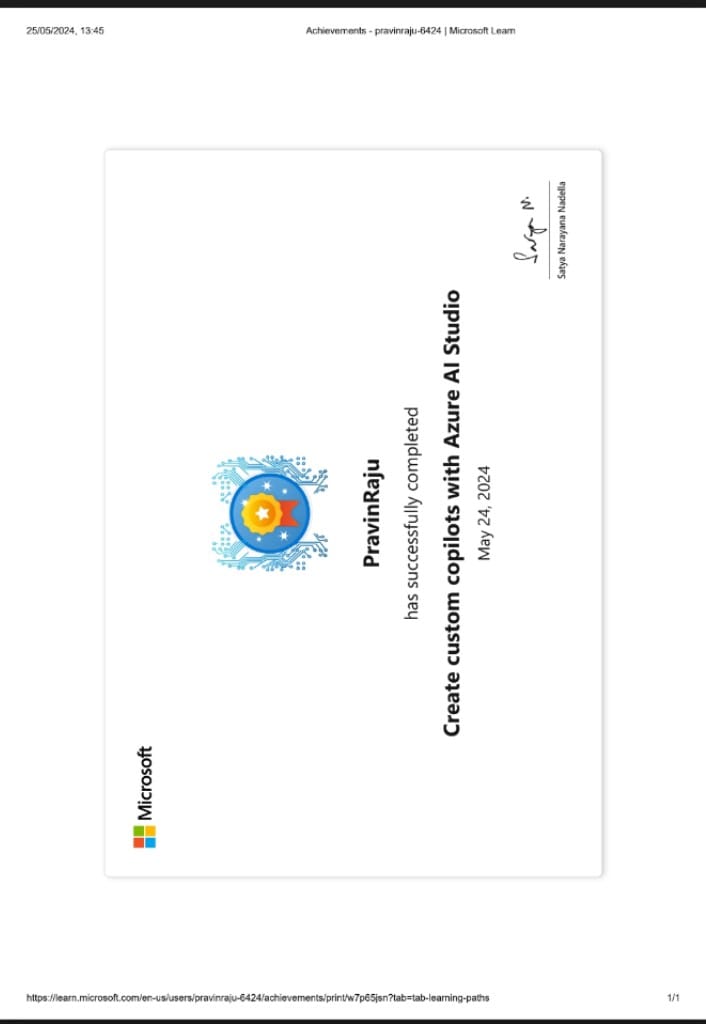 25/05/2024, 13:45
Achievements - pravinraju-6424 | Microsoft Learn
Microsoft
PravinRaju
has successfully completed
Create custom copilots with Azure AI Studio
May 24, 2024
Satya N.
Satya Narayana Nadella
https://learn.microsoft.com/en-us/users/pravinraju-6424/achievements/print/w7p65jsn?tab=tab-learning-paths
1/1